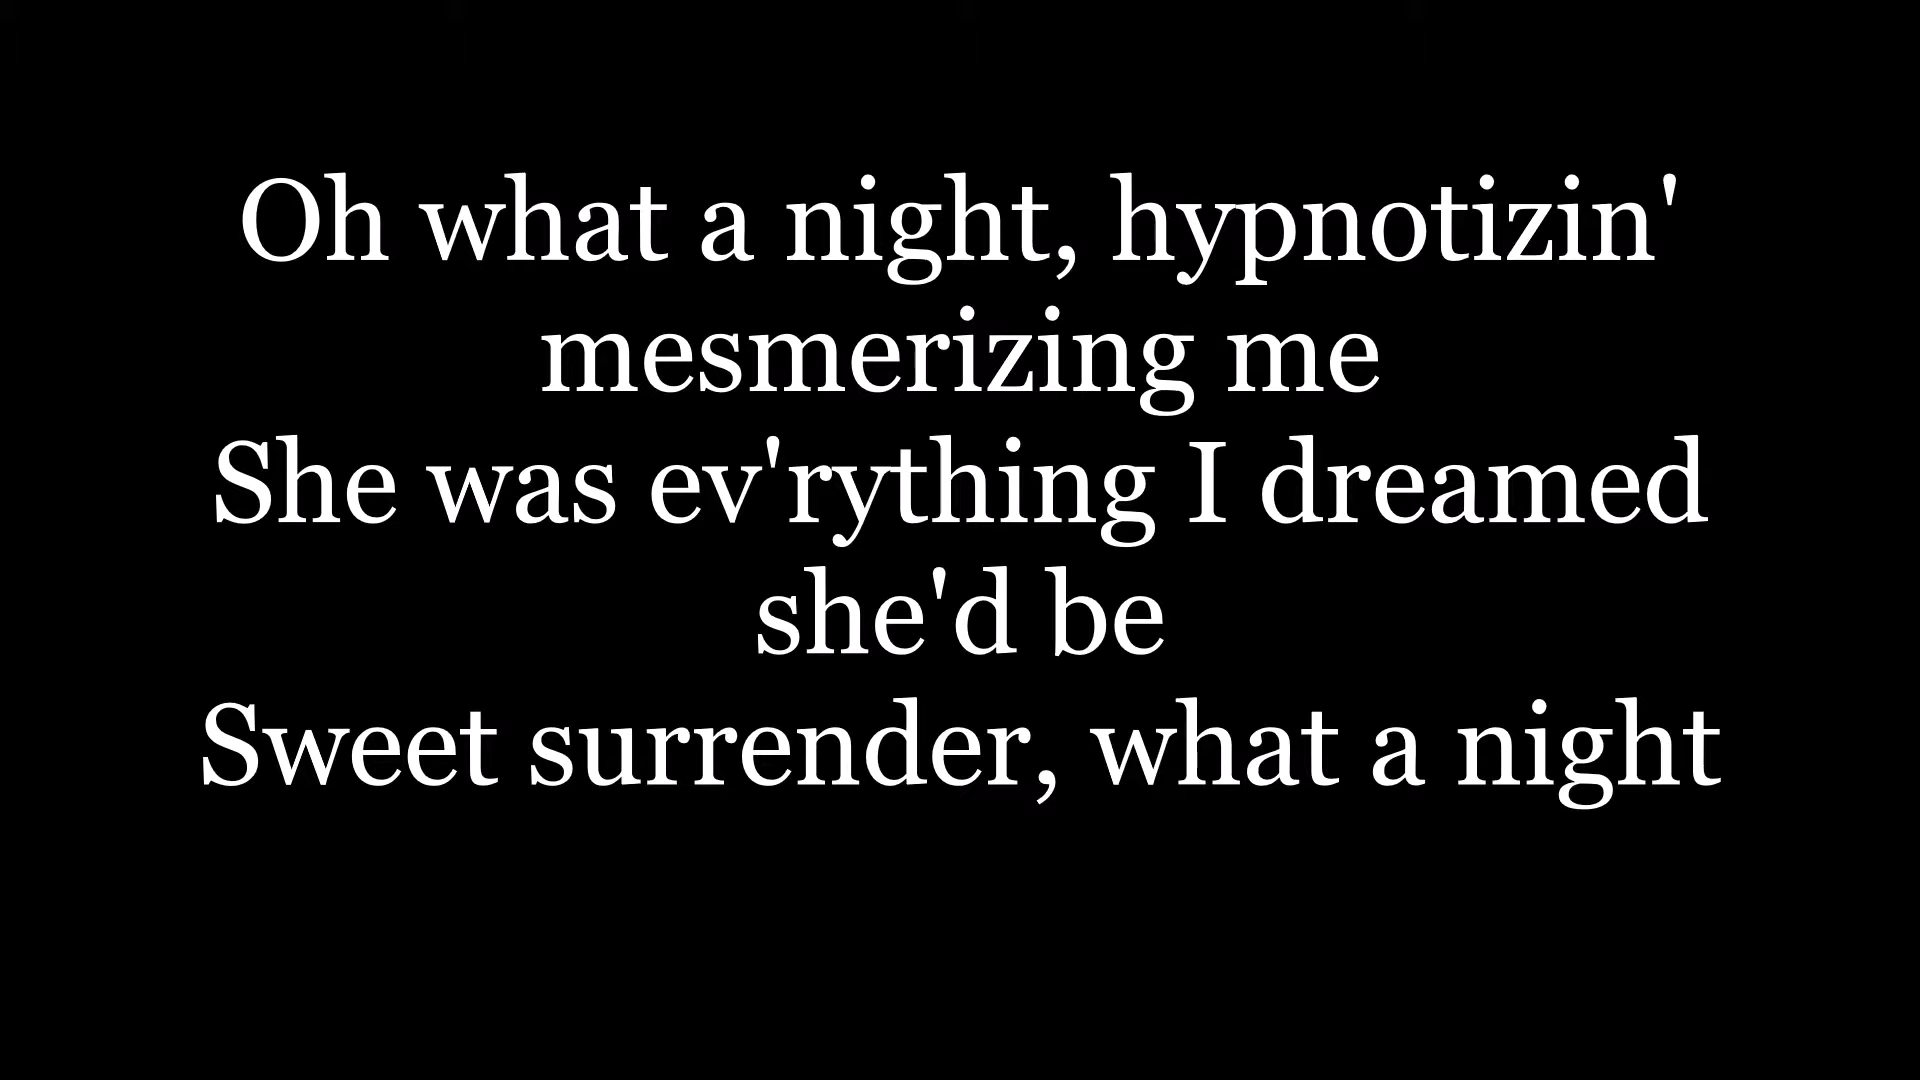 Oh what a night, hypnotizin'
mesmerizing me
She was ev'rything I dreamed
she'd be
Sweet surrender, what a night